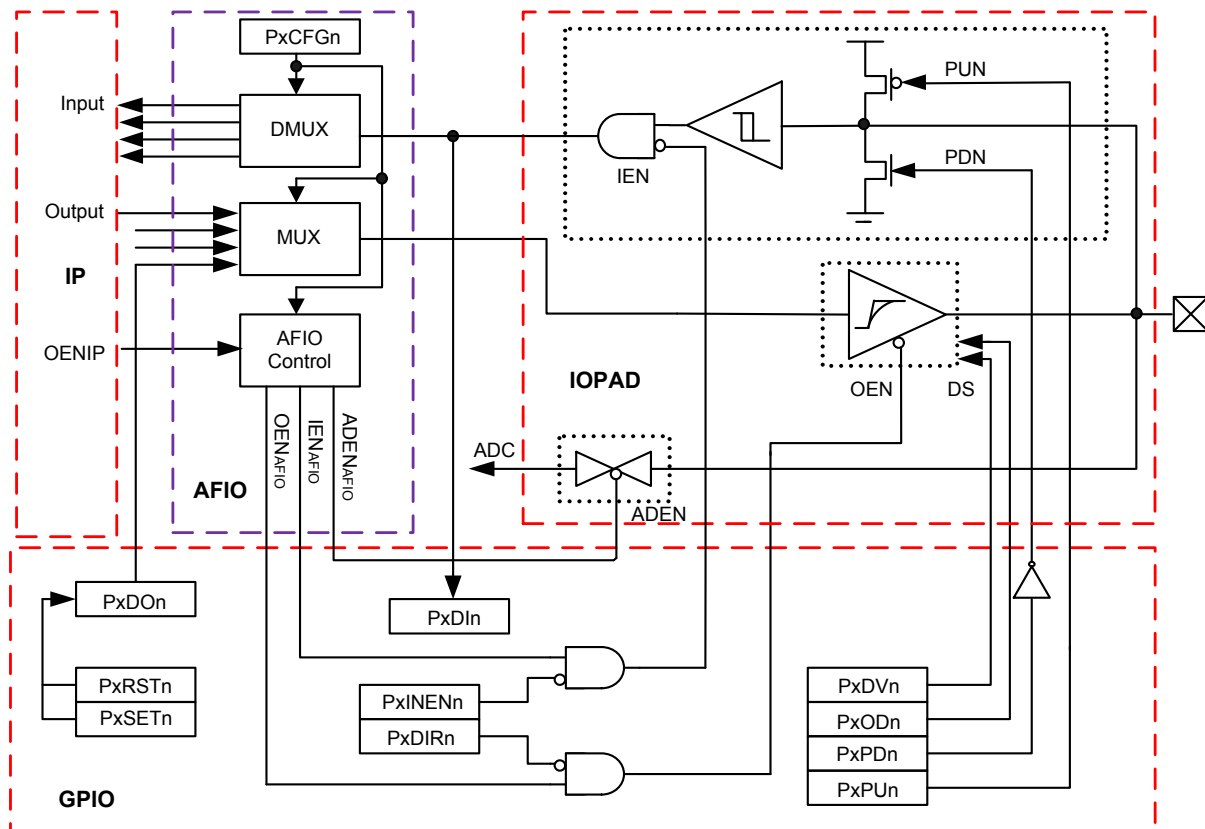 PxCFGn
PUN
Input
DMUX
IEN
PDN
Output
MUX
IP
OENIP
AFIO
Control
IOPAD
OEN
DS
OENAFIO
IENAFIO
ADENAFIO
ADC
AFIO
ADEN
PxDOn
PxDIn
PxRSTn
PxSETn
PxINENn
PxDIRn
PxDVn
PxODn
PxPDn
PxPUn
GPIO